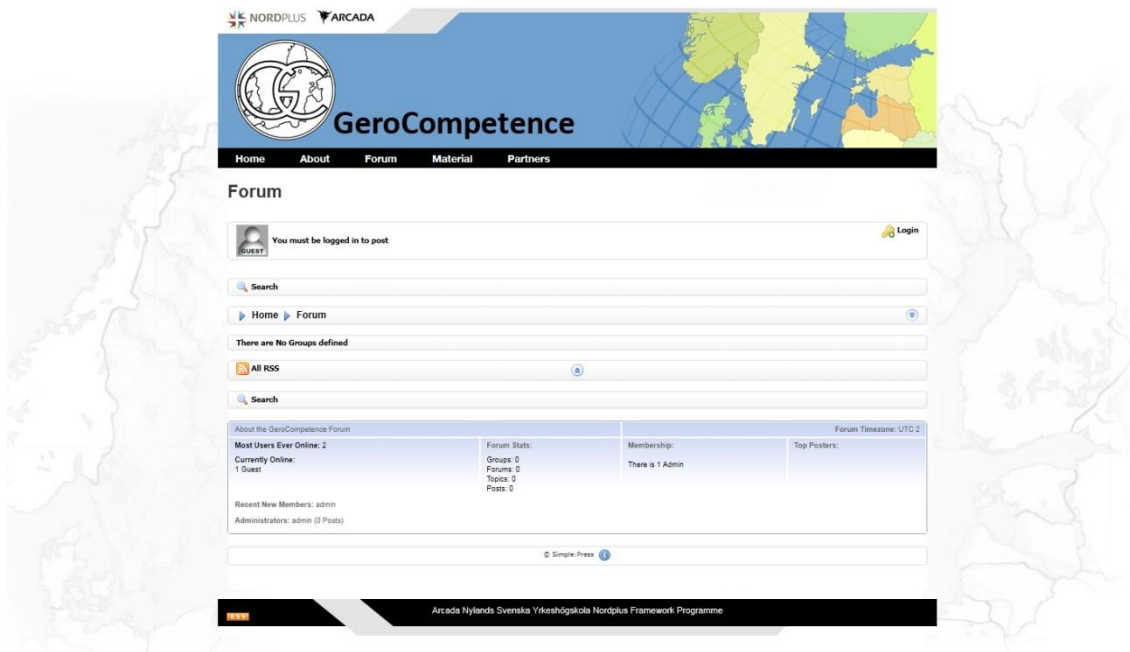 NORDPLUS ARCADA
GC
GeroCompetence
Home About Forum Material Partners
Forum
GUEST
You must be logged in to post
Login
Search
Home Forum
There are No Groups defined
All RSS
Search
About the GeroCompetence Forum
Forum Timezone: UTC 2
Most Users Ever Online: 2
Currently Online:
1 Guest
Forum Stats:
Groups: 0
Forums: 0
Topics: 0
Posts: 0
Membership:
There is 1 Admin
Top Posters:
Recent New Members: admin
Administrators: admin (0 Posts)
© Simple:Press
RSS
Arcada Nylands Svenska Yrkeshögskola Nordplus Framework Programme